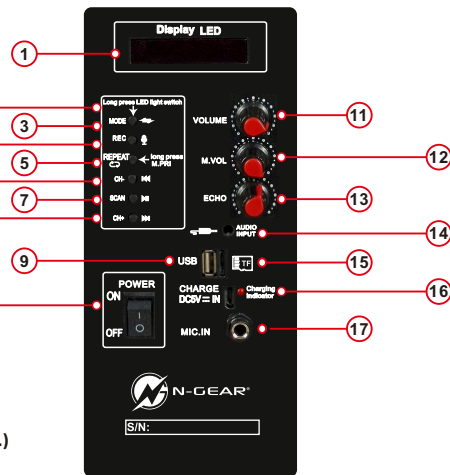 Display LED
1
Long press LED light switch
MODE
3
REC
REPEAT
long press
M.PRI
5
CH-
SCAN
7
CH+
VOLUME
11
M.VOL
12
ECHO
13
AUDIO
INPUT
14
USB
9
TF
15
POWER
ON
OFF
CHARGE
DC5V IN
Charging
Indicator
16
MIC.IN
17
N-GEAR®
S/N:
.)